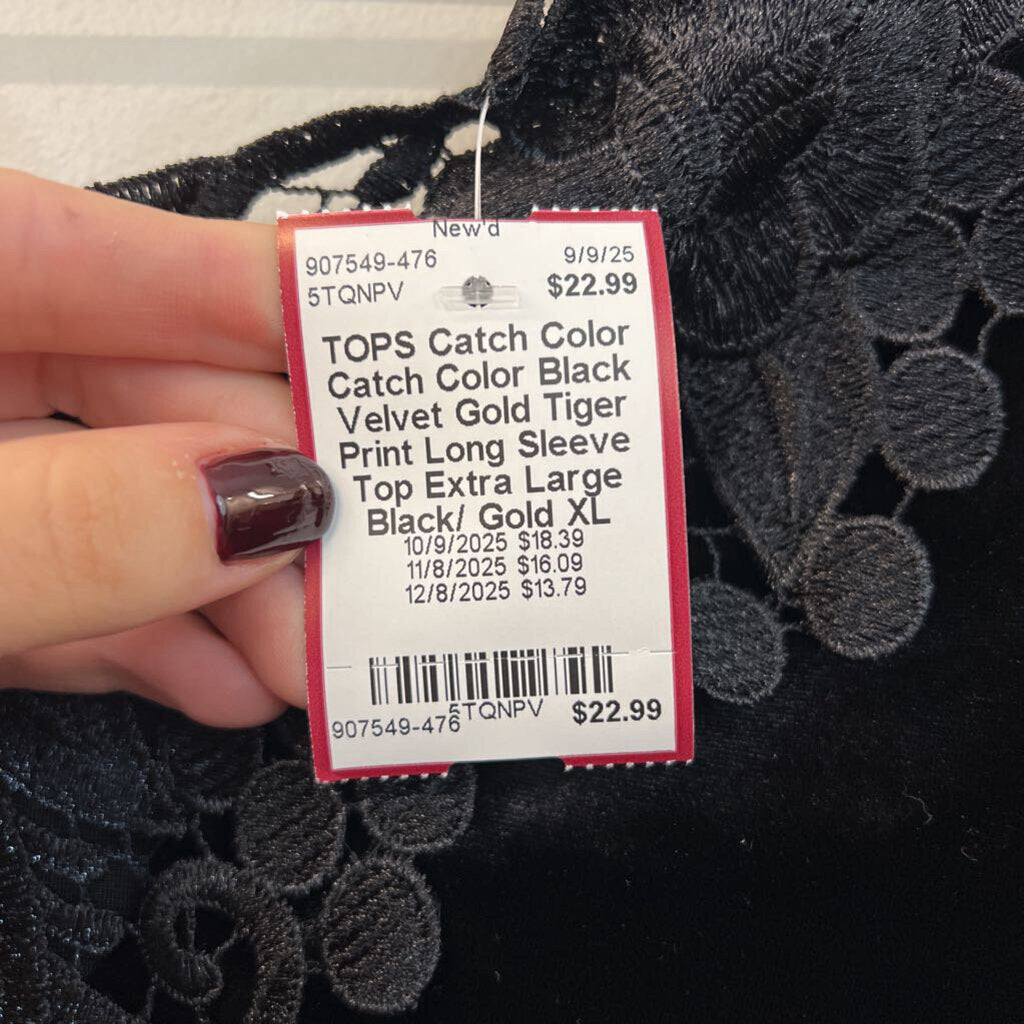 New'd
907549-476 9/9/25
5TQNPV $22.99
TOPS Catch Color
Catch Color Black
Velvet Gold Tiger
Print Long Sleeve
Top Extra Large
Black/ Gold XL
10/9/2025 $18.39
11/8/2025 $16.09
12/8/2025 $13.79
907549-476 5TQNPV $22.99